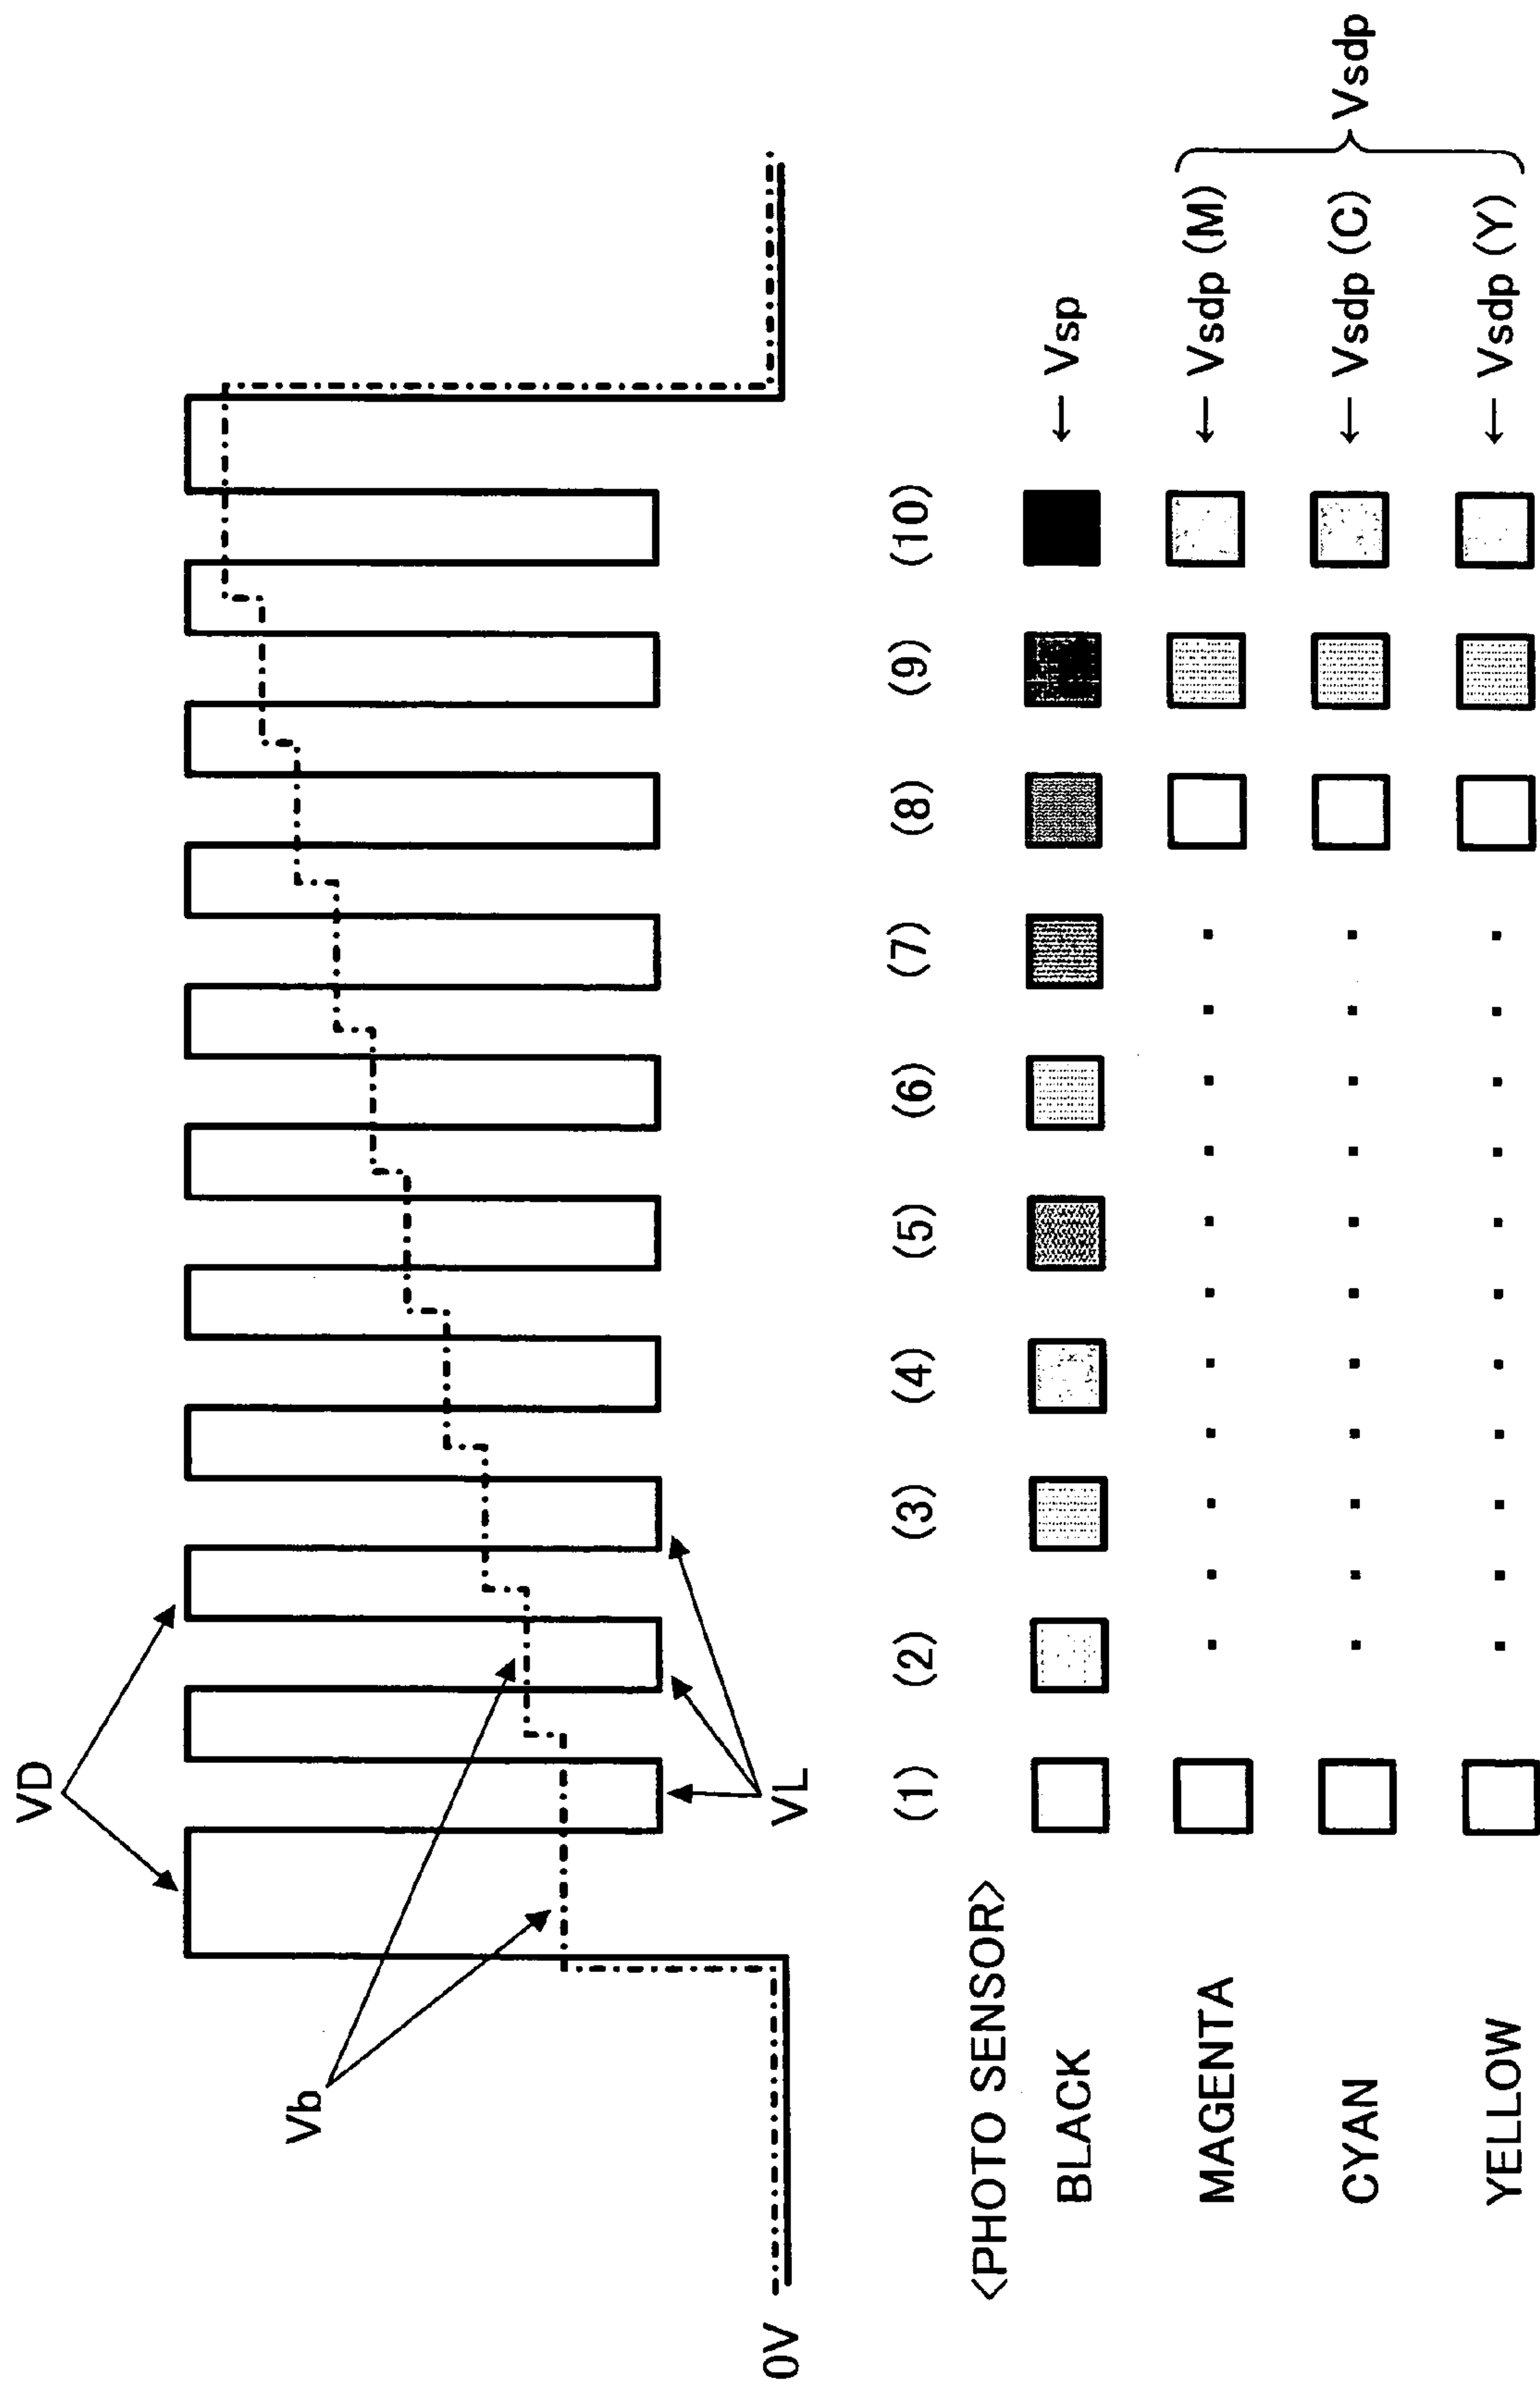 VD
Vb
VL
0V
(1) (2) (3) (4) (5) (6) (7) (8) (9) (10)
<PHOTO SENSOR>
BLACK ← Vsp
MAGENTA ← Vsdp (M)
CYAN ← Vsdp (C)
YELLOW ← Vsdp (Y)
Vsdp